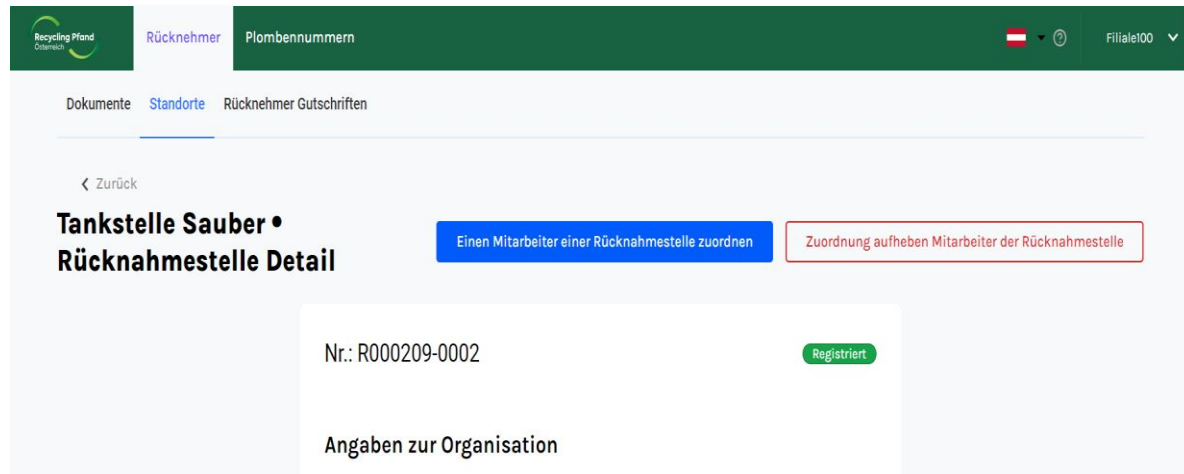 Recycling Pfand
Österreich
Rücknehmer
Plombennummern
Filiale100
Dokumente Standorte Rücknehmer Gutschriften
Zurück
Tankstelle Sauber •
Rücknahmestelle Detail
Einen Mitarbeiter einer Rücknahmestelle zuordnen
Zuordnung aufheben Mitarbeiter der Rücknahmestelle
Nr.: R000209-0002
Registriert
Angaben zur Organisation